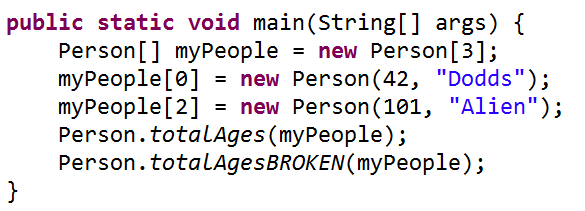 public static void main(String[] args) {
    Person[] myPeople = new Person[3];
    myPeople[0] = new Person(42, "Dodds");
    myPeople[2] = new Person(101, "Alien");
    Person.totalAges(myPeople);
    Person.totalAgesBROKEN(myPeople);
}